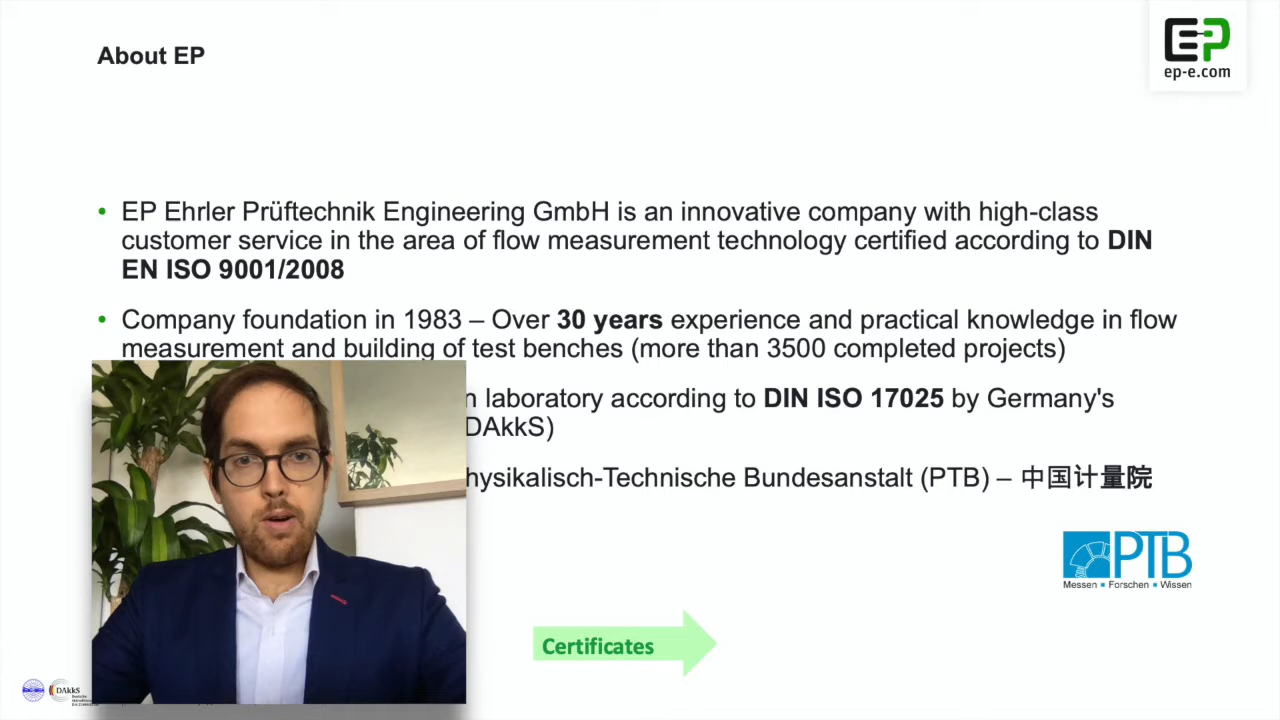 About EP
EP
ep-e.com
• EP Ehrler Prüftechnik Engineering GmbH is an innovative company with high-class
customer service in the area of flow measurement technology certified according to DIN
EN ISO 9001/2008
• Company foundation in 1983 – Over 30 years experience and practical knowledge in flow
measurement and building of test benches (more than 3500 completed projects)
laboratory according to DIN ISO 17025 by Germany's
DAkkS)
hysikalisch-Technische Bundesanstalt (PTB) – 中国计量院
PTB
Messen ▪ Forschen ▪ Wissen
Certificates
DAkkS